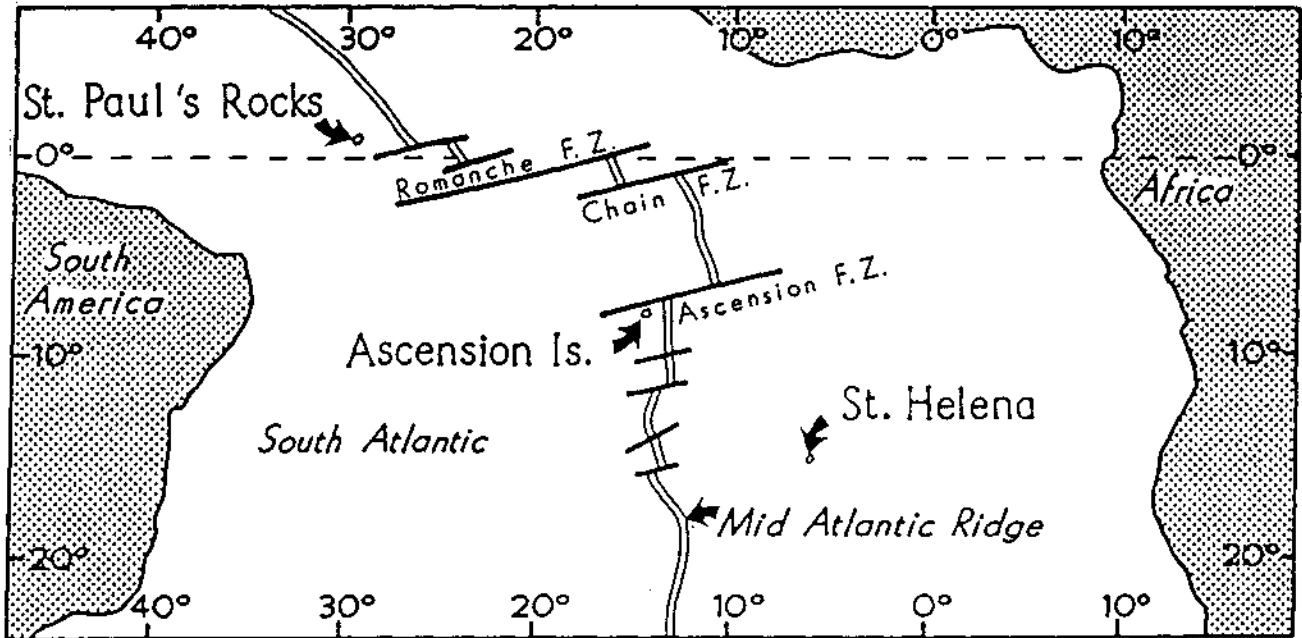 40° 30° 20° 10° 0° 10°
St. Paul's Rocks
0° 0°
Romanche F.Z.
Chain F.Z.
Africa
South
America
Ascension F.Z.
Ascension Is.
10° 10°
St. Helena
South Atlantic
Mid Atlantic Ridge
20° 20°
40° 30° 20° 10° 0° 10°